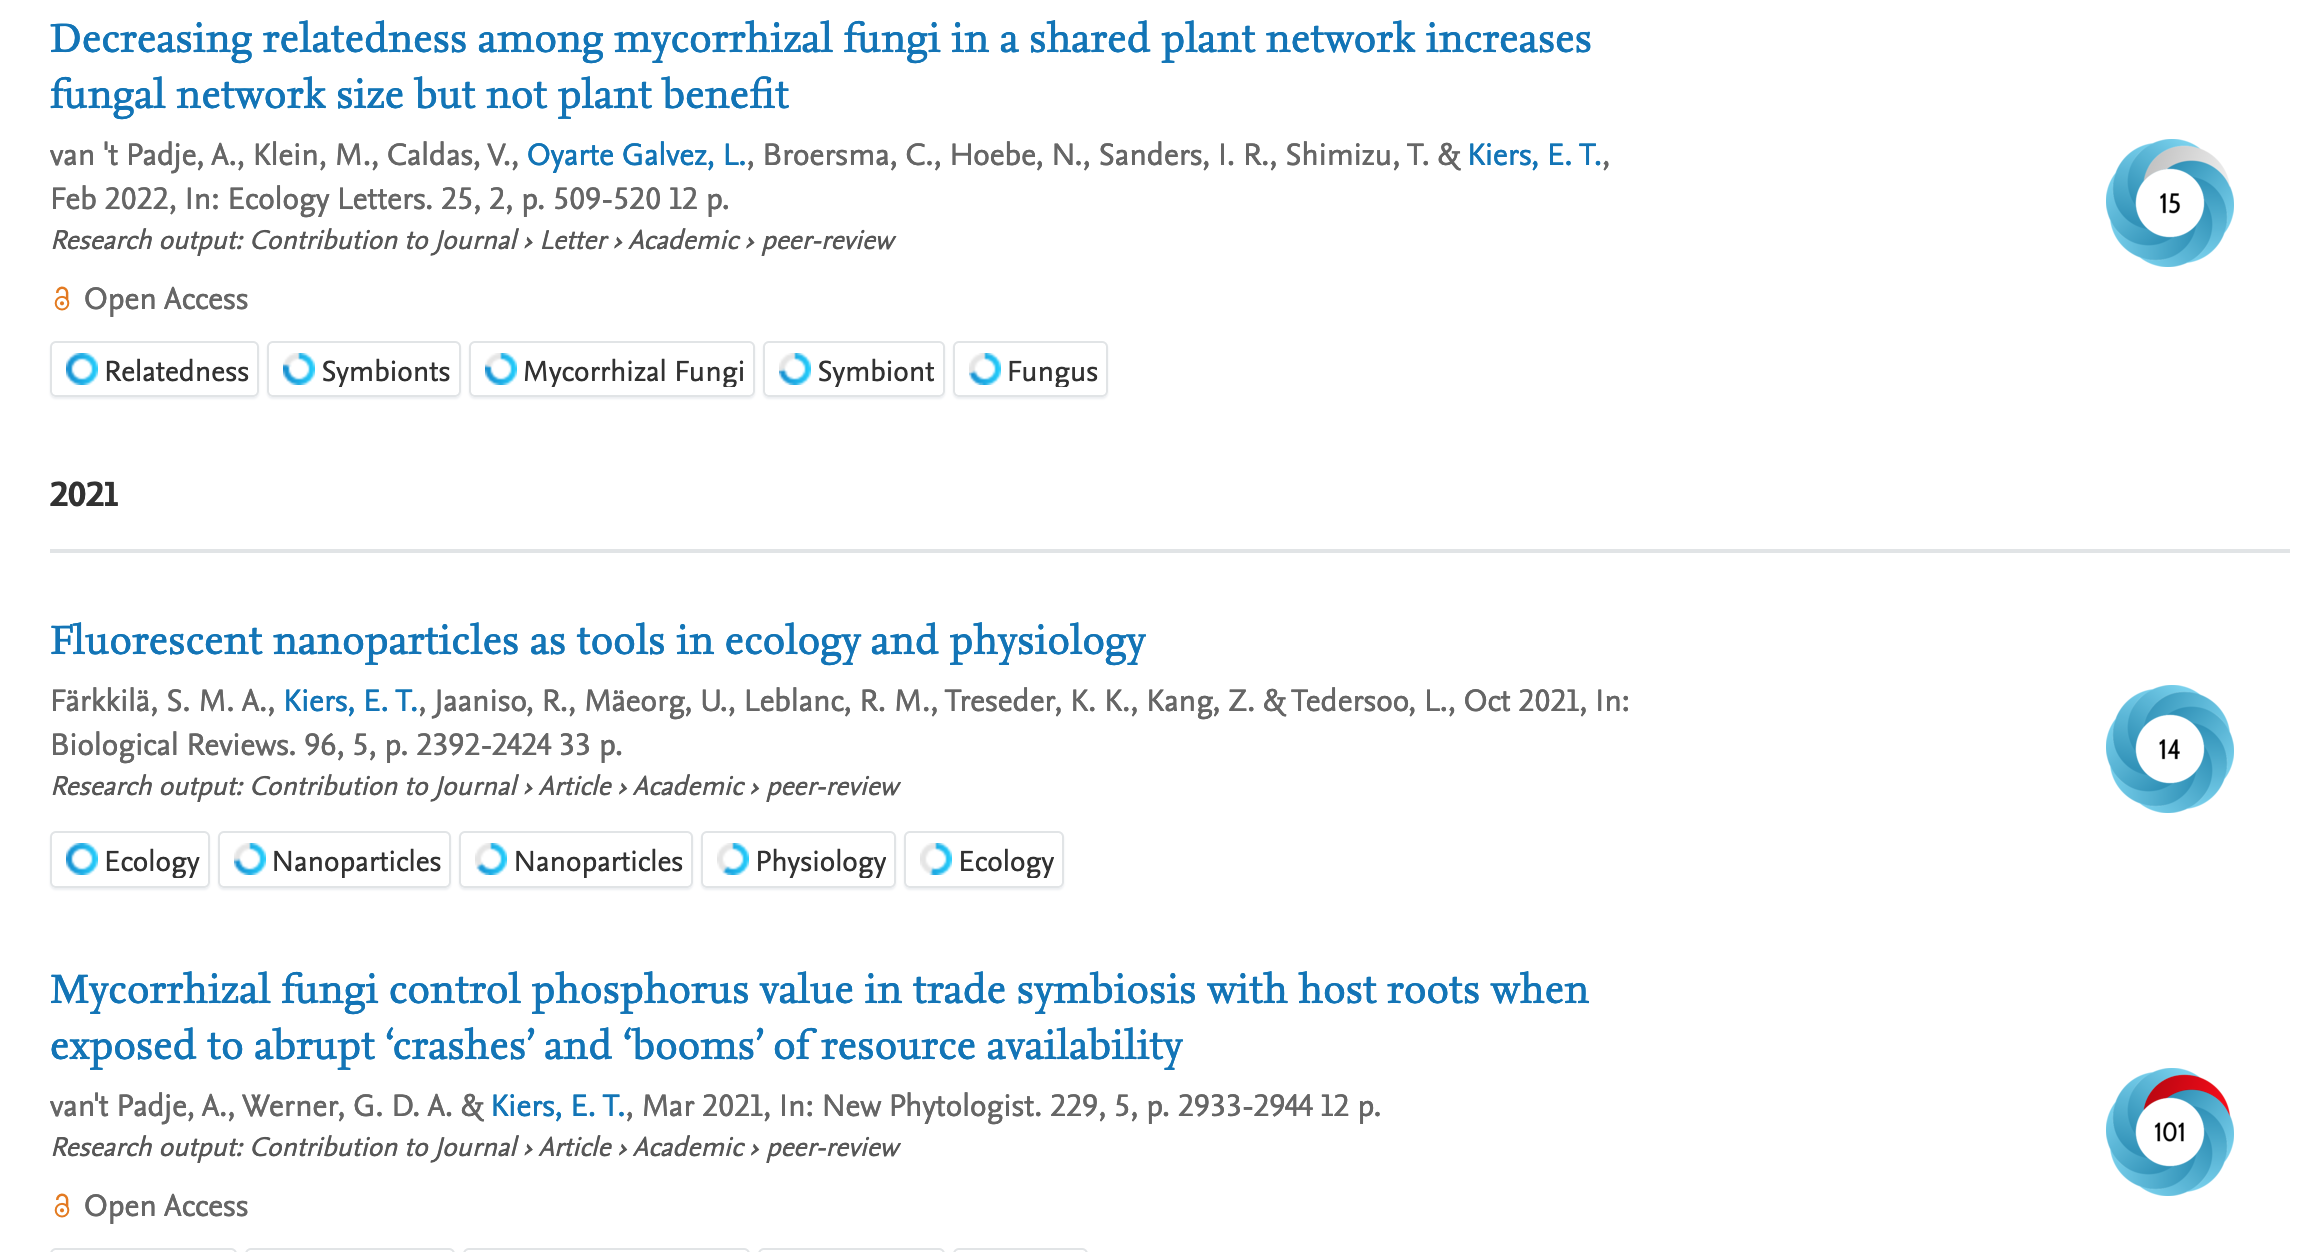 Decreasing relatedness among mycorrhizal fungi in a shared plant network increases
fungal network size but not plant benefit
van 't Padje, A., Klein, M., Caldas, V., Oyarte Galvez, L., Broersma, C., Hoebe, N., Sanders, I. R., Shimizu, T. & Kiers, E. T.,
Feb 2022, In: Ecology Letters. 25, 2, p. 509-520 12 p.
Research output: Contribution to Journal › Letter › Academic › peer-review
15
Open Access
Relatedness Symbionts Mycorrhizal Fungi Symbiont Fungus
2021
Fluorescent nanoparticles as tools in ecology and physiology
Färkkilä, S. M. A., Kiers, E. T., Jaaniso, R., Mäeorg, U., Leblanc, R. M., Treseder, K. K., Kang, Z. & Tedersoo, L., Oct 2021, In:
Biological Reviews. 96, 5, p. 2392-2424 33 p.
Research output: Contribution to Journal › Article › Academic › peer-review
14
Ecology Nanoparticles Nanoparticles Physiology Ecology
Mycorrhizal fungi control phosphorus value in trade symbiosis with host roots when
exposed to abrupt ‘crashes’ and ‘booms’ of resource availability
van't Padje, A., Werner, G. D. A. & Kiers, E. T., Mar 2021, In: New Phytologist. 229, 5, p. 2933-2944 12 p.
Research output: Contribution to Journal › Article › Academic › peer-review
101
Open Access